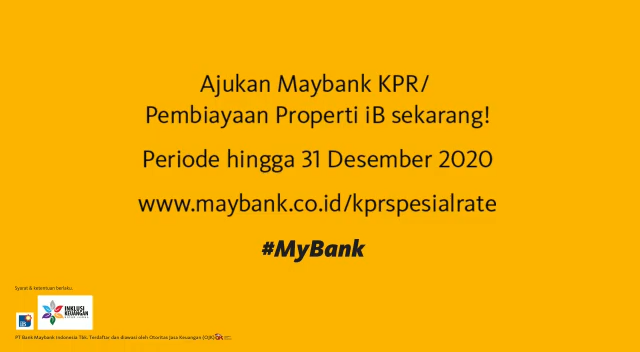 Ajukan Maybank KPR/
Pembiayaan Properti iB sekarang!
Periode hingga 31 Desember 2020
www.maybank.co.id/kprspesialrate
#MyBank
Syarat & ketentuan berlaku.
iB
INKLUSI
KEUANGAN
PT Bank Maybank Indonesia Tbk. Terdaftar dan diawasi oleh Otoritas Jasa Keuangan (OJK)